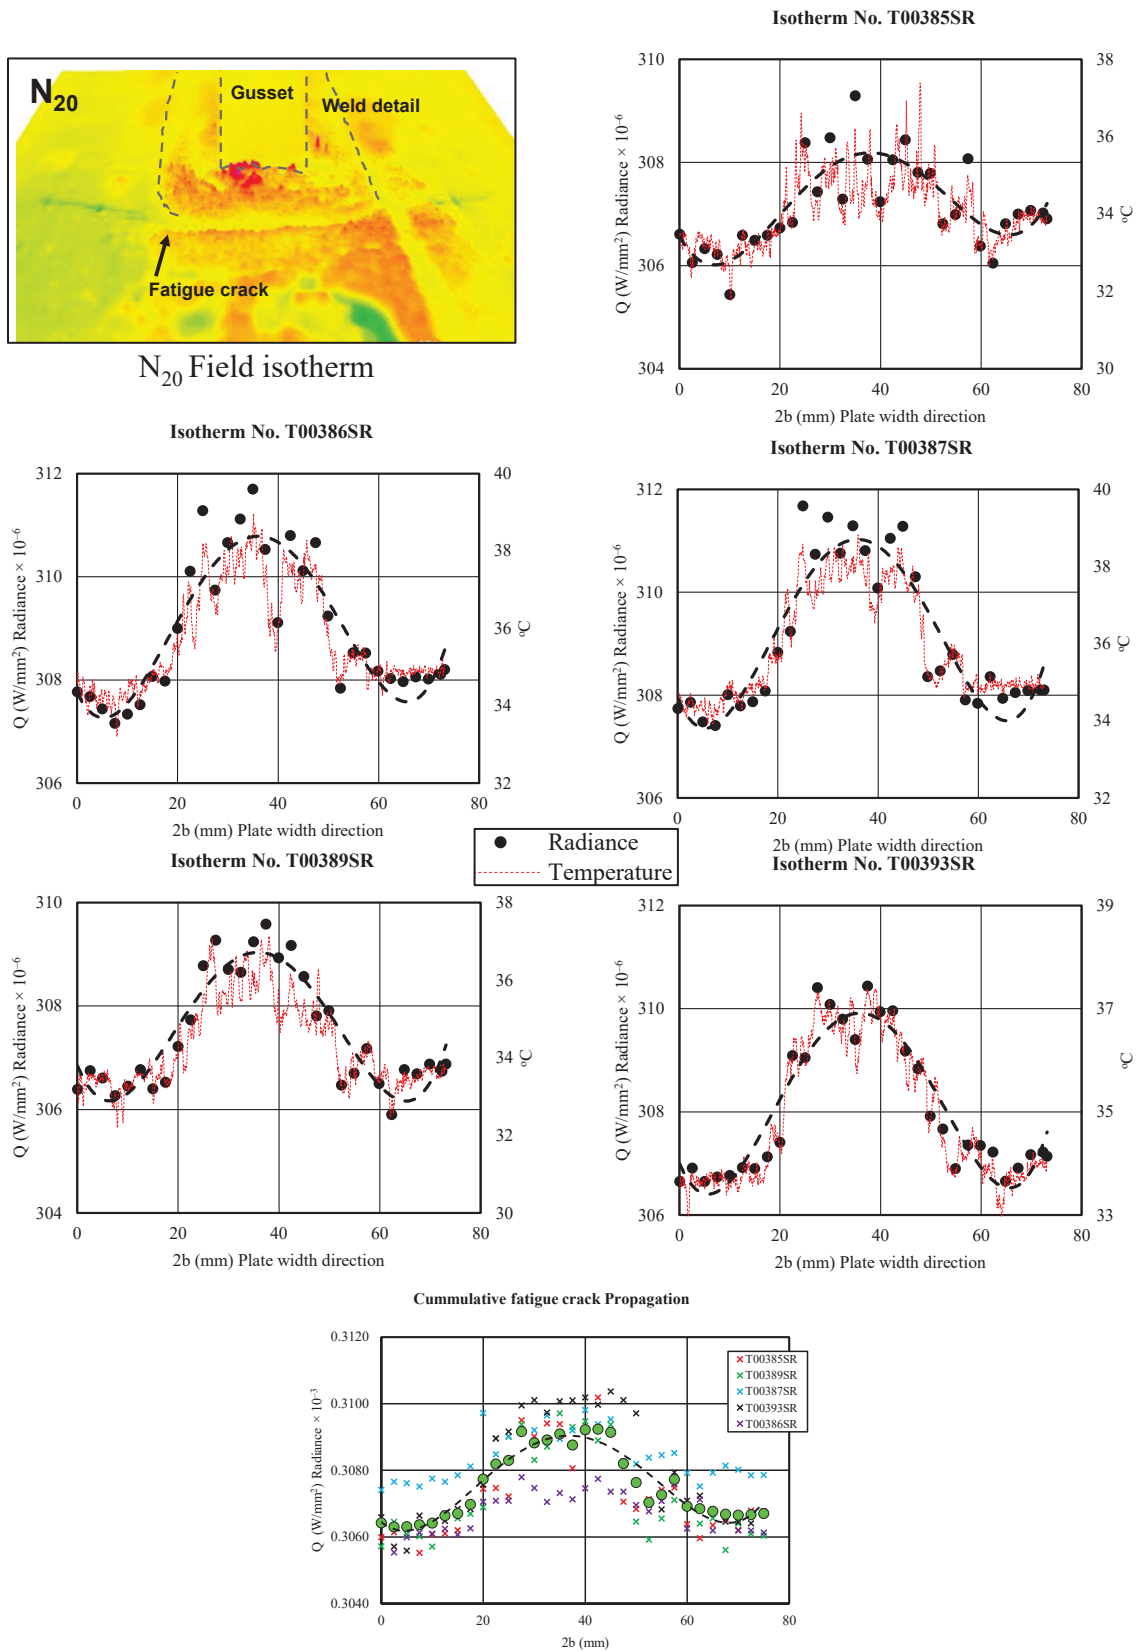 N20
Gusset
Weld detail
Fatigue crack
N20 Field isotherm
Isotherm No. T00385SR
Q (W/mm²) Radiance × 10⁻⁶
310
308
306
304
38
36
34
32
30
ºC
0 20 40 60 80
2b (mm) Plate width direction
Isotherm No. T00386SR
Q (W/mm²) Radiance × 10⁻⁶
312
310
308
306
40
38
36
34
32
ºC
0 20 40 60 80
2b (mm) Plate width direction
Isotherm No. T00387SR
Q (W/mm²) Radiance × 10⁻⁶
312
310
308
306
40
38
36
34
32
ºC
0 20 40 60 80
2b (mm) Plate width direction
Radiance
Temperature
Isotherm No. T00389SR
Q (W/mm²) Radiance × 10⁻⁶
310
308
306
304
38
36
34
32
30
ºC
0 20 40 60 80
2b (mm) Plate width direction
Isotherm No. T00393SR
Q (W/mm²) Radiance × 10⁻⁶
312
310
308
306
39
37
35
33
ºC
0 20 40 60 80
2b (mm) Plate width direction
Cummulative fatigue crack Propagation
Q (W/mm²) Radiance × 10⁻³
0.3120
0.3100
0.3080
0.3060
0.3040
T00385SR
T00389SR
T00387SR
T00393SR
T00386SR
0 20 40 60 80
2b (mm)